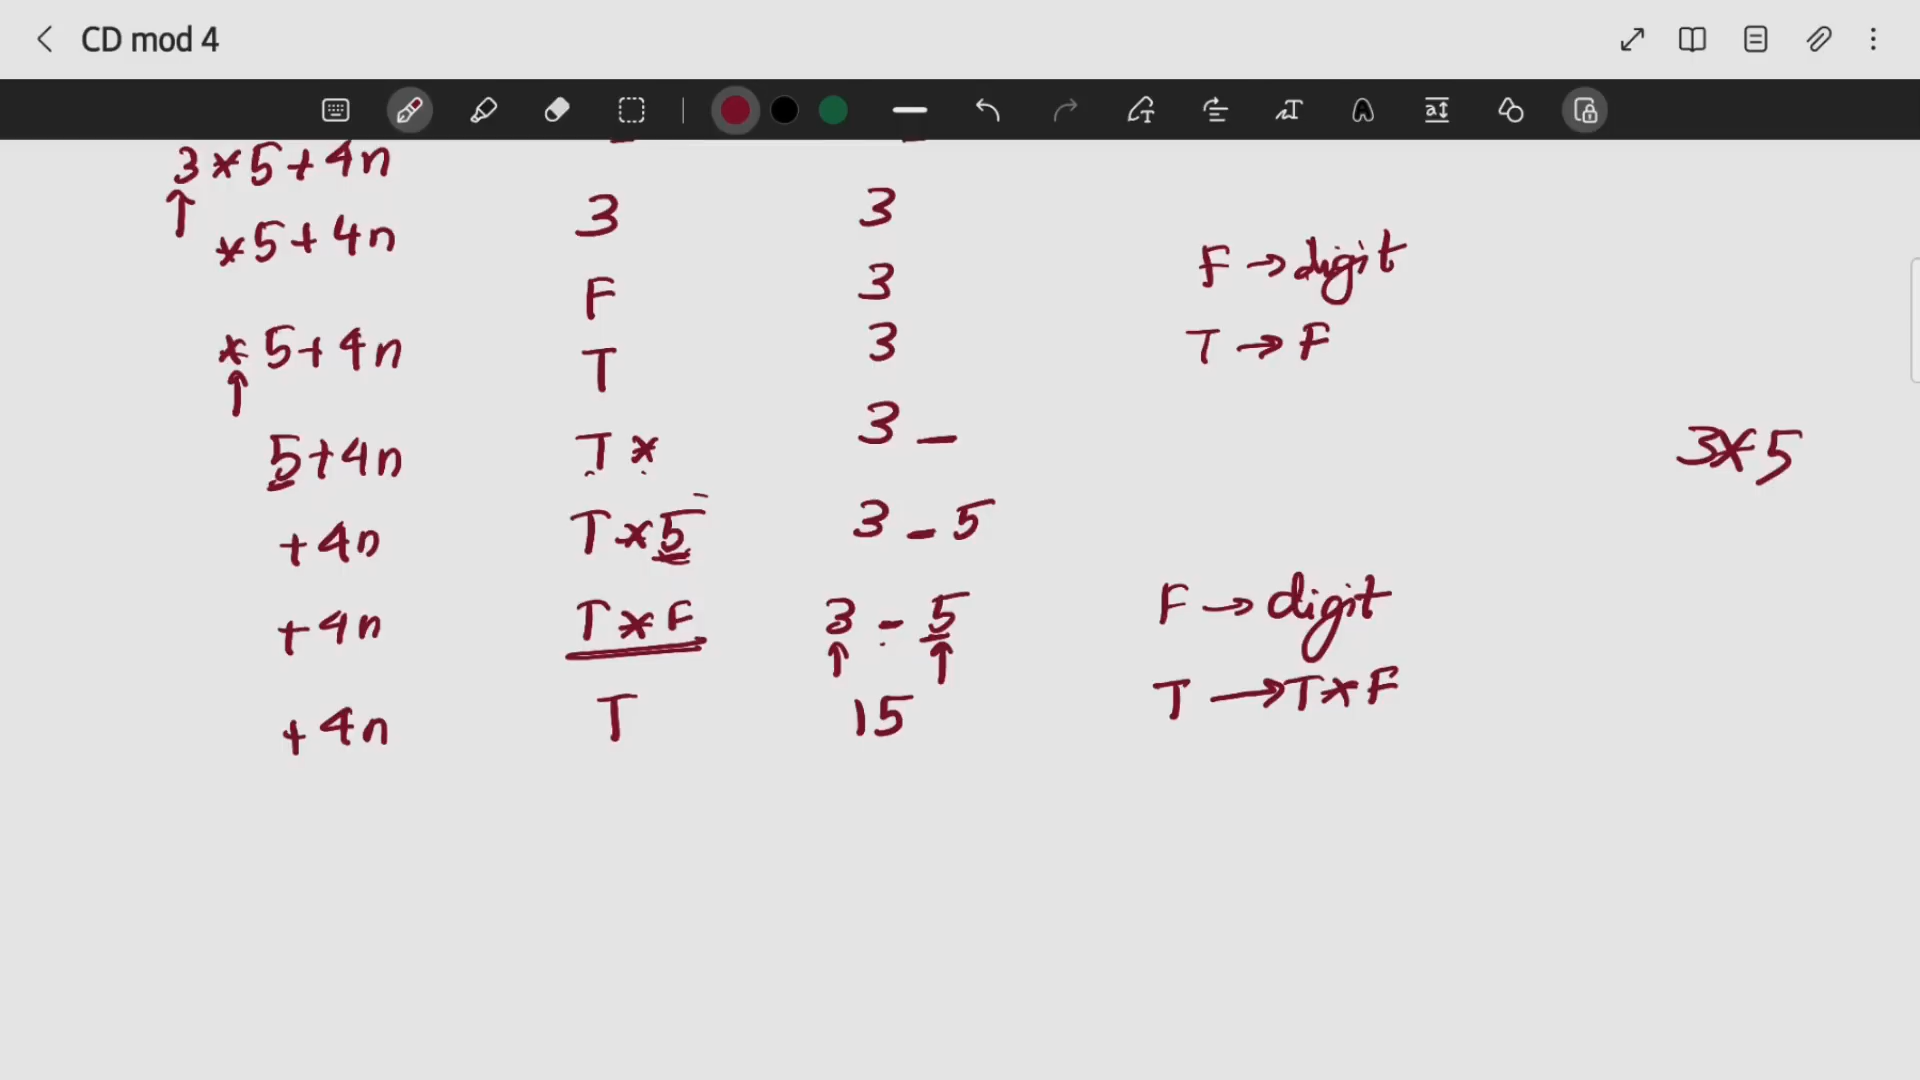 CD mod 4
3*5+4n
*5+4n 3 3
F 3 F → digit
*5+4n T 3 T → F
5+4n T * 3 - 3*5
+4n T*5 3 - 5
+4n T*F 3 - 5 F → digit
+4n T 15 T → T*F